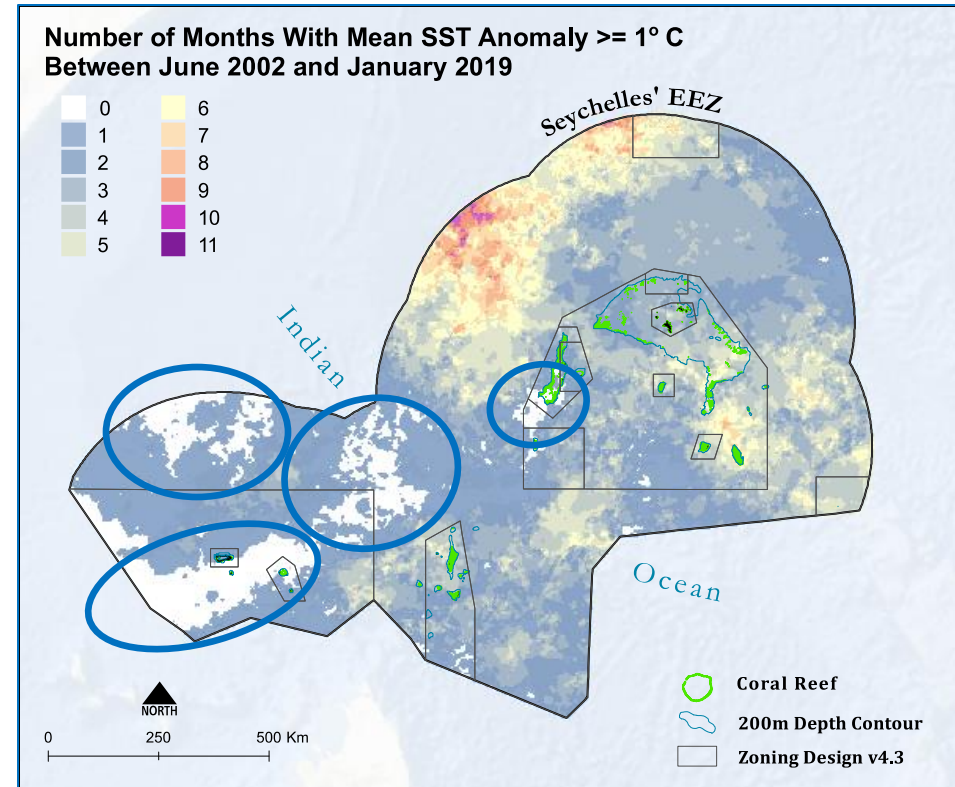 Number of Months With Mean SST Anomaly >= 1° C
Between June 2002 and January 2019
0
1
2
3
4
5
6
7
8
9
10
11
Seychelles' EEZ
Indian
Ocean
NORTH
0 250 500 Km
Coral Reef
200m Depth Contour
Zoning Design v4.3